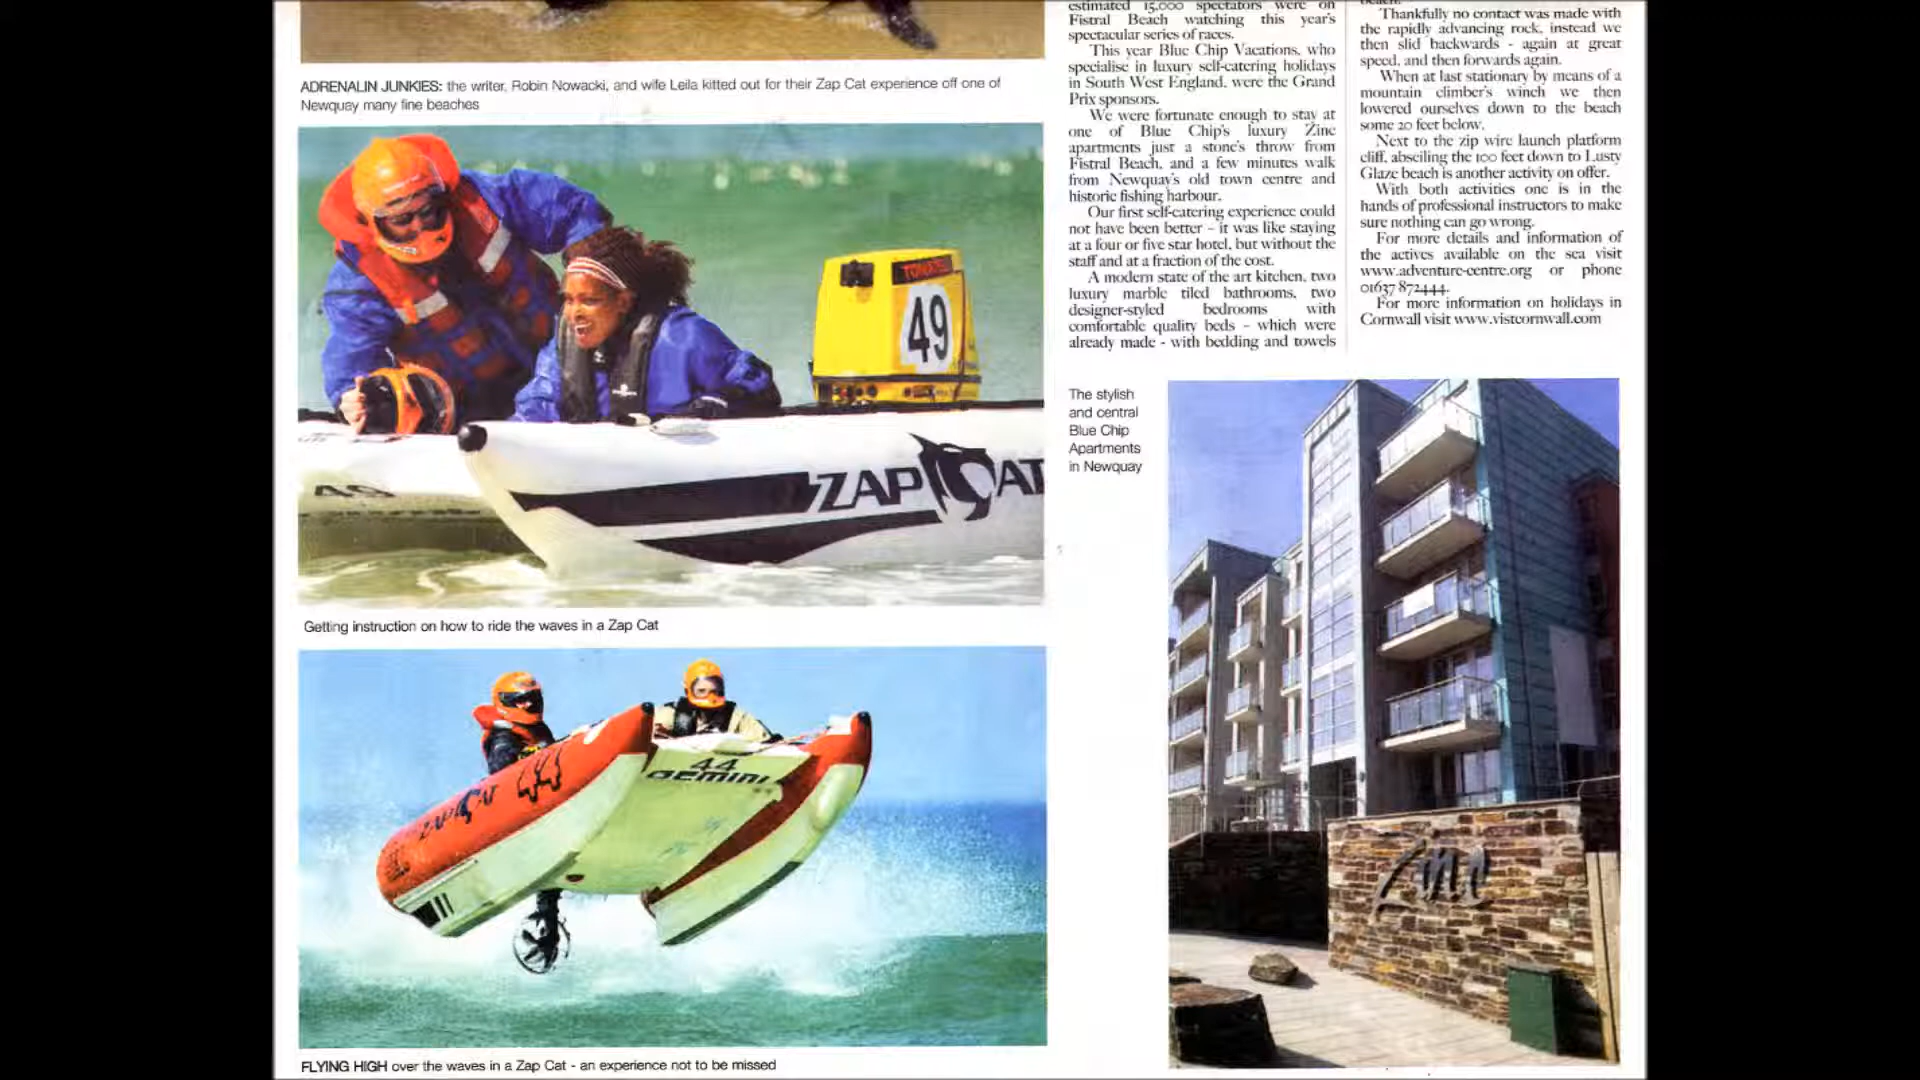 ADRENALIN JUNKIES: the writer, Robin Nowacki, and wife Leila kitted out for their Zap Cat experience off one of
Newquay many fine beaches
TOHATSU
49
ZAPCAT
Getting instruction on how to ride the waves in a Zap Cat
44
GEMINI
ZAPCAT
FLYING HIGH over the waves in a Zap Cat - an experience not to be missed
estimated 15,000 spectators were on
Fistral Beach watching this year's
spectacular series of races.
This year Blue Chip Vacations, who
specialise in luxury self-catering holidays
in South West England, were the Grand
Prix sponsors.
We were fortunate enough to stay at
one of Blue Chip's luxury Zinc
apartments just a stone's throw from
Fistral Beach, and a few minutes walk
from Newquay's old town centre and
historic fishing harbour.
Our first self-catering experience could
not have been better - it was like staying
at a four or five star hotel, but without the
staff and at a fraction of the cost.
A modern state of the art kitchen, two
luxury marble tiled bathrooms, two
designer-styled bedrooms with
comfortable quality beds - which were
already made - with bedding and towels
beach.
Thankfully no contact was made with
the rapidly advancing rock, instead we
then slid backwards - again at great
speed, and then forwards again.
When at last stationary by means of a
mountain climber's winch we then
lowered ourselves down to the beach
some 20 feet below.
Next to the zip wire launch platform
cliff, abseiling the 100 feet down to Lusty
Glaze beach is another activity on offer.
With both activities one is in the
hands of professional instructors to make
sure nothing can go wrong.
For more details and information of
the actives available on the sea visit
www.adventure-centre.org or phone
01637 872444.
For more information on holidays in
Cornwall visit www.vistcornwall.com
The stylish
and central
Blue Chip
Apartments
in Newquay
Zinc